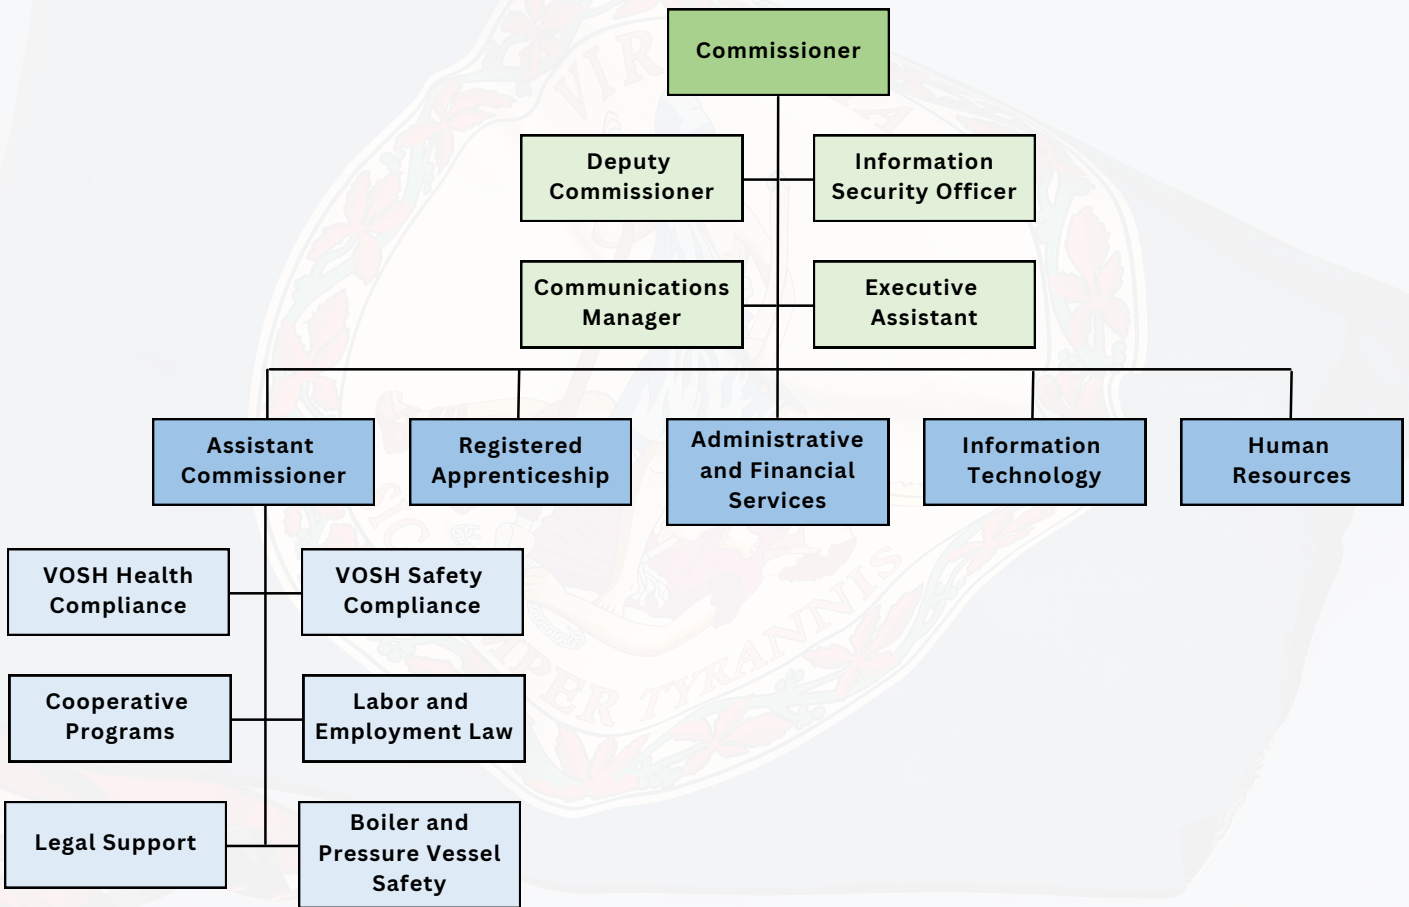 Commissioner
Deputy
Commissioner
Information
Security Officer
Communications
Manager
Executive
Assistant
Assistant
Commissioner
Registered
Apprenticeship
Administrative
and Financial
Services
Information
Technology
Human
Resources
VOSH Health
Compliance
VOSH Safety
Compliance
Cooperative
Programs
Labor and
Employment Law
Legal Support
Boiler and
Pressure Vessel
Safety